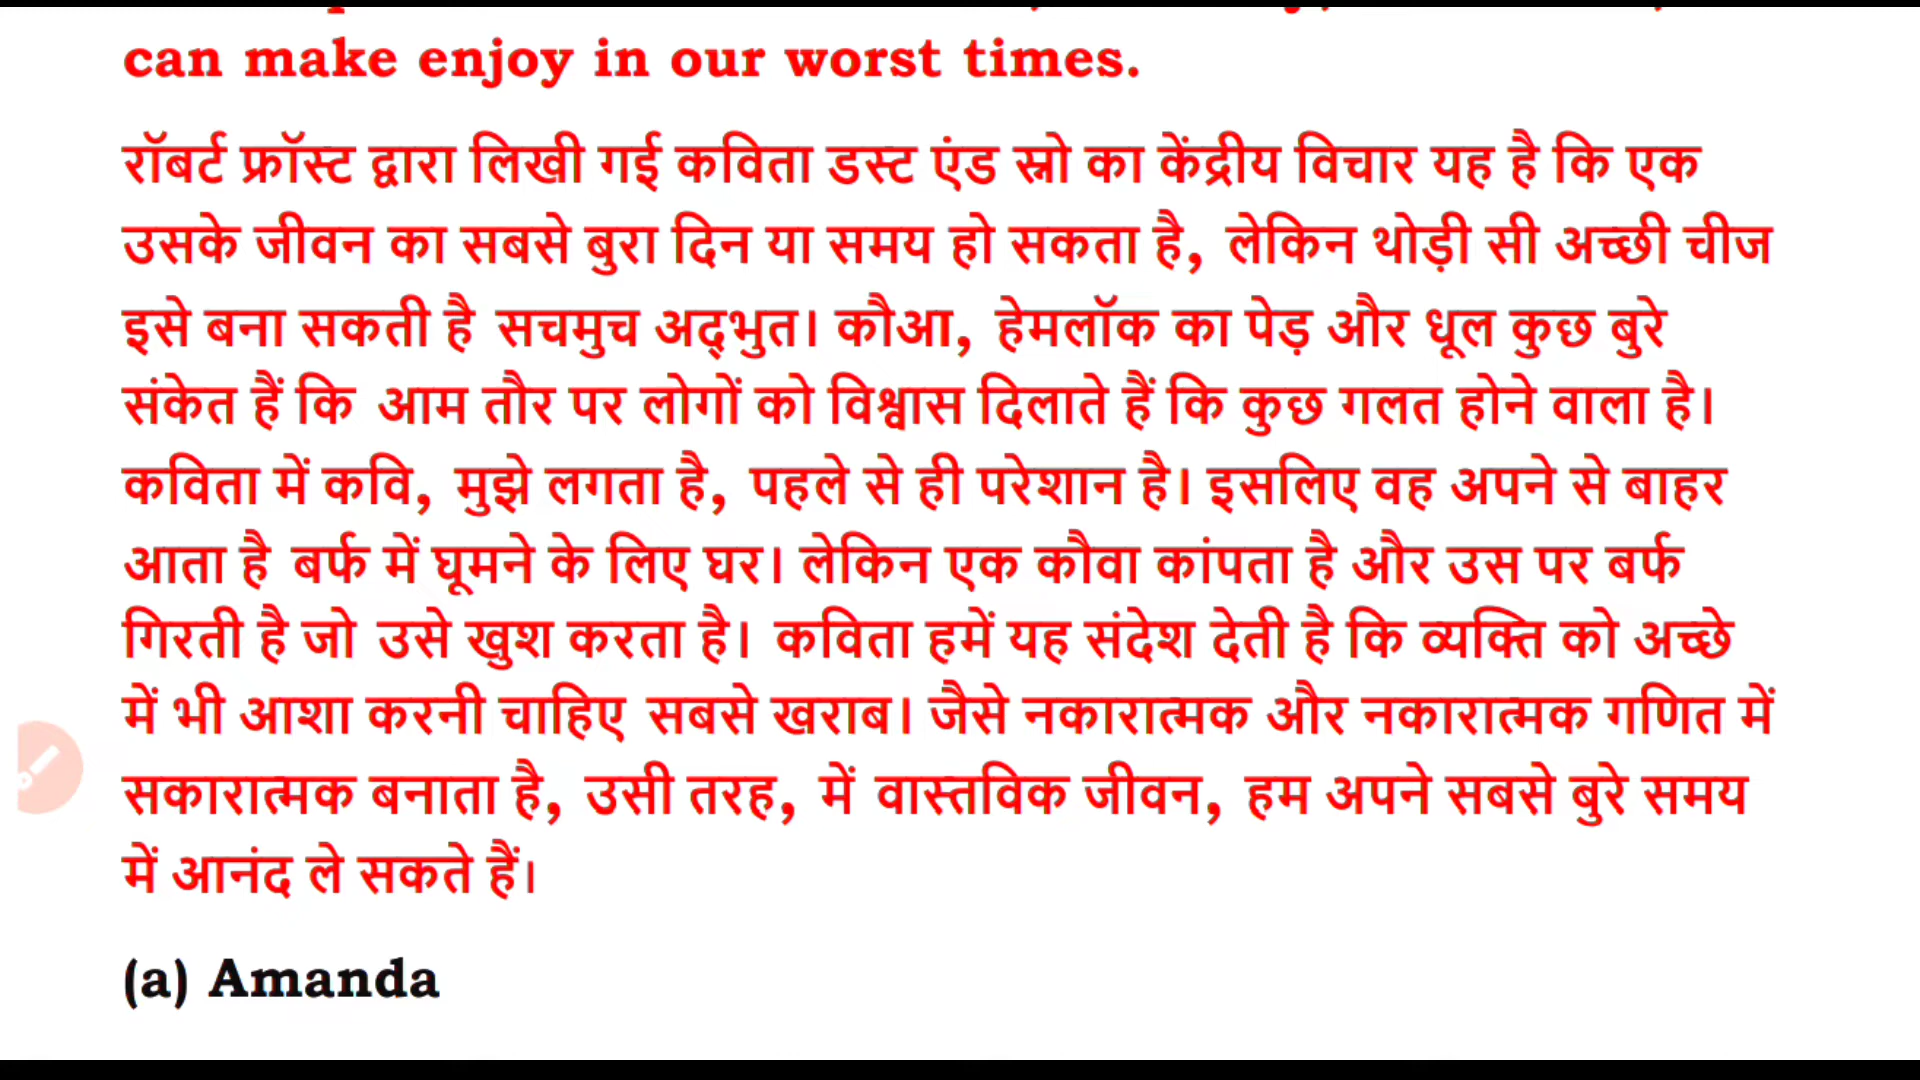 can make enjoy in our worst times.
रॉबर्ट फ्रॉस्ट द्वारा लिखी गई कविता डस्ट एंड स्नो का केंद्रीय विचार यह है कि एक
उसके जीवन का सबसे बुरा दिन या समय हो सकता है, लेकिन थोड़ी सी अच्छी चीज
इसे बना सकती है सचमुच अद्भुत। कौआ, हेमलॉक का पेड़ और धूल कुछ बुरे
संकेत हैं कि आम तौर पर लोगों को विश्वास दिलाते हैं कि कुछ गलत होने वाला है।
कविता में कवि, मुझे लगता है, पहले से ही परेशान है। इसलिए वह अपने से बाहर
आता है बर्फ में घूमने के लिए घर। लेकिन एक कौवा कांपता है और उस पर बर्फ
गिरती है जो उसे खुश करता है। कविता हमें यह संदेश देती है कि व्यक्ति को अच्छे
में भी आशा करनी चाहिए सबसे खराब। जैसे नकारात्मक और नकारात्मक गणित में
सकारात्मक बनाता है, उसी तरह, में वास्तविक जीवन, हम अपने सबसे बुरे समय
में आनंद ले सकते हैं।
(a) Amanda